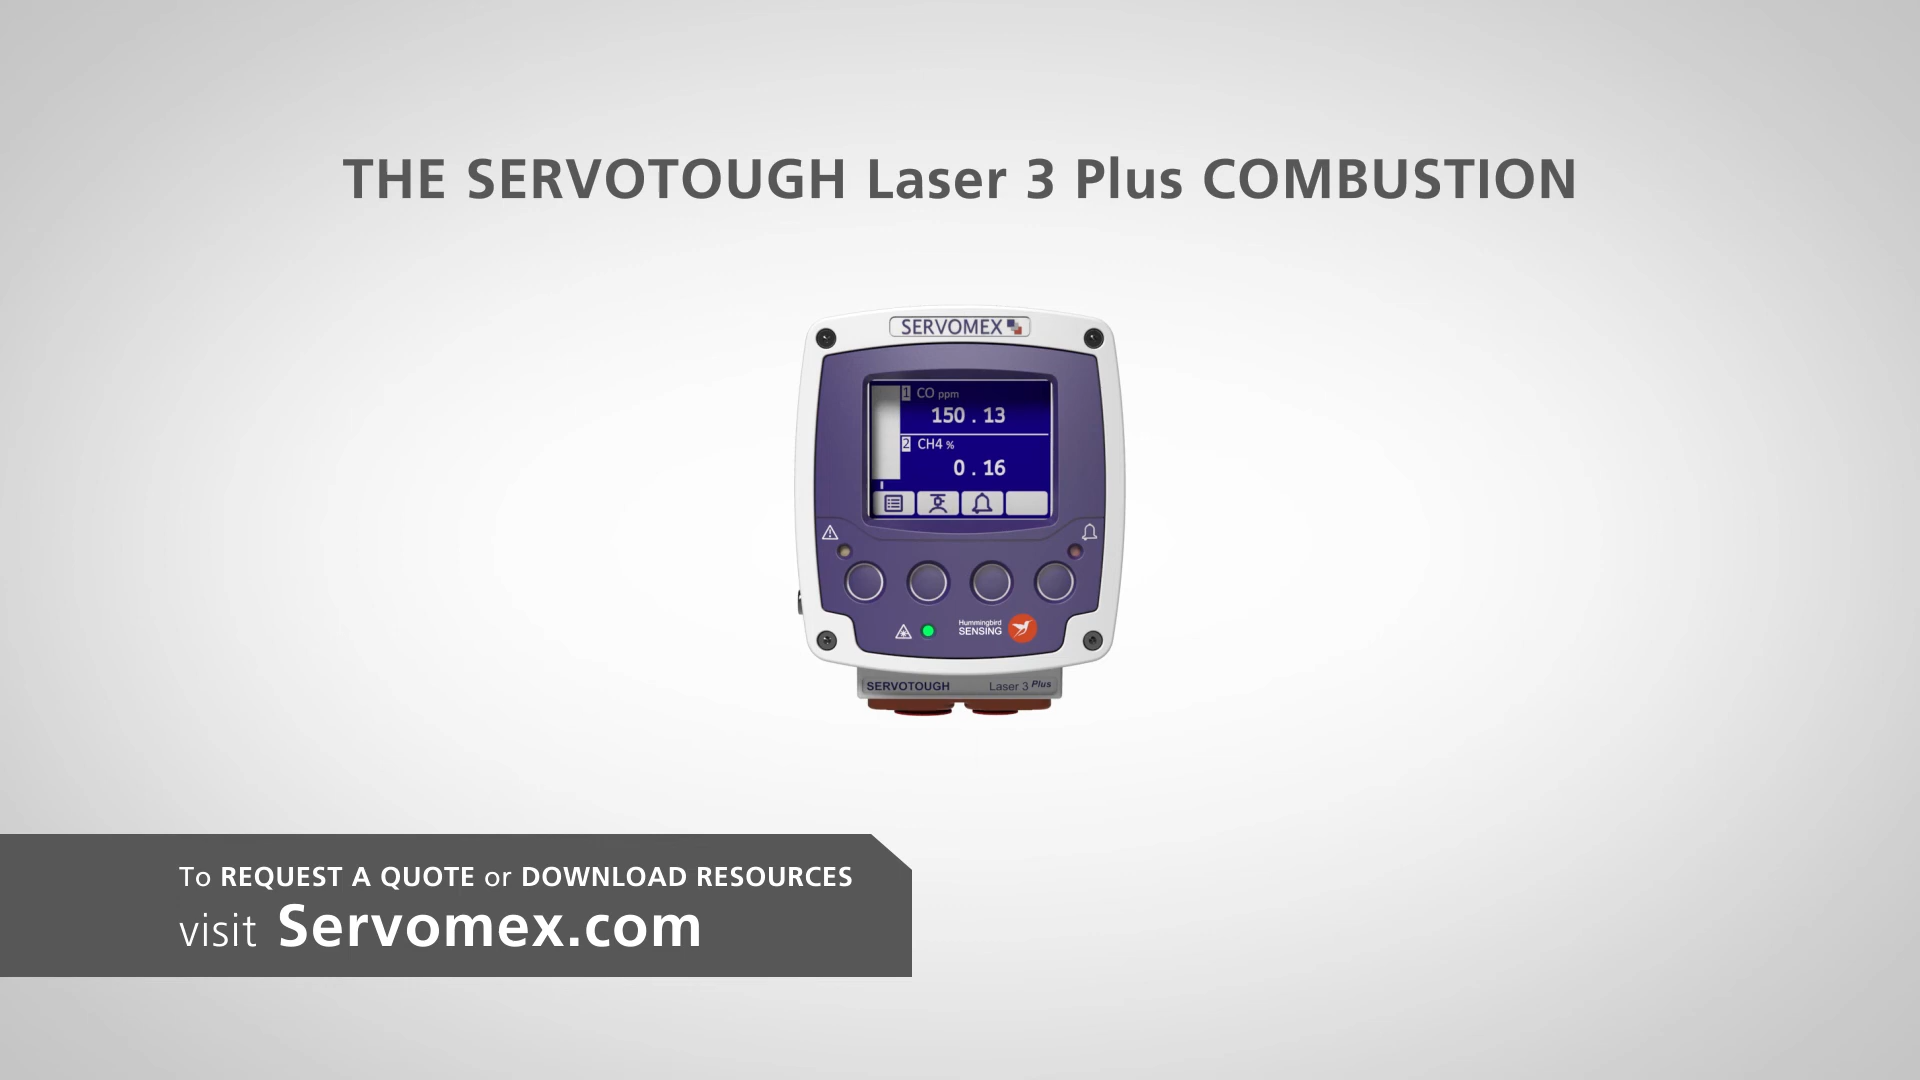 THE SERVOTOUGH Laser 3 Plus COMBUSTION
SERVOMEX
1 CO ppm
150 . 13
2 CH4 %
0 . 16
Hummingbird
SENSING
SERVOTOUGH Laser 3 Plus
To REQUEST A QUOTE or DOWNLOAD RESOURCES
visit Servomex.com